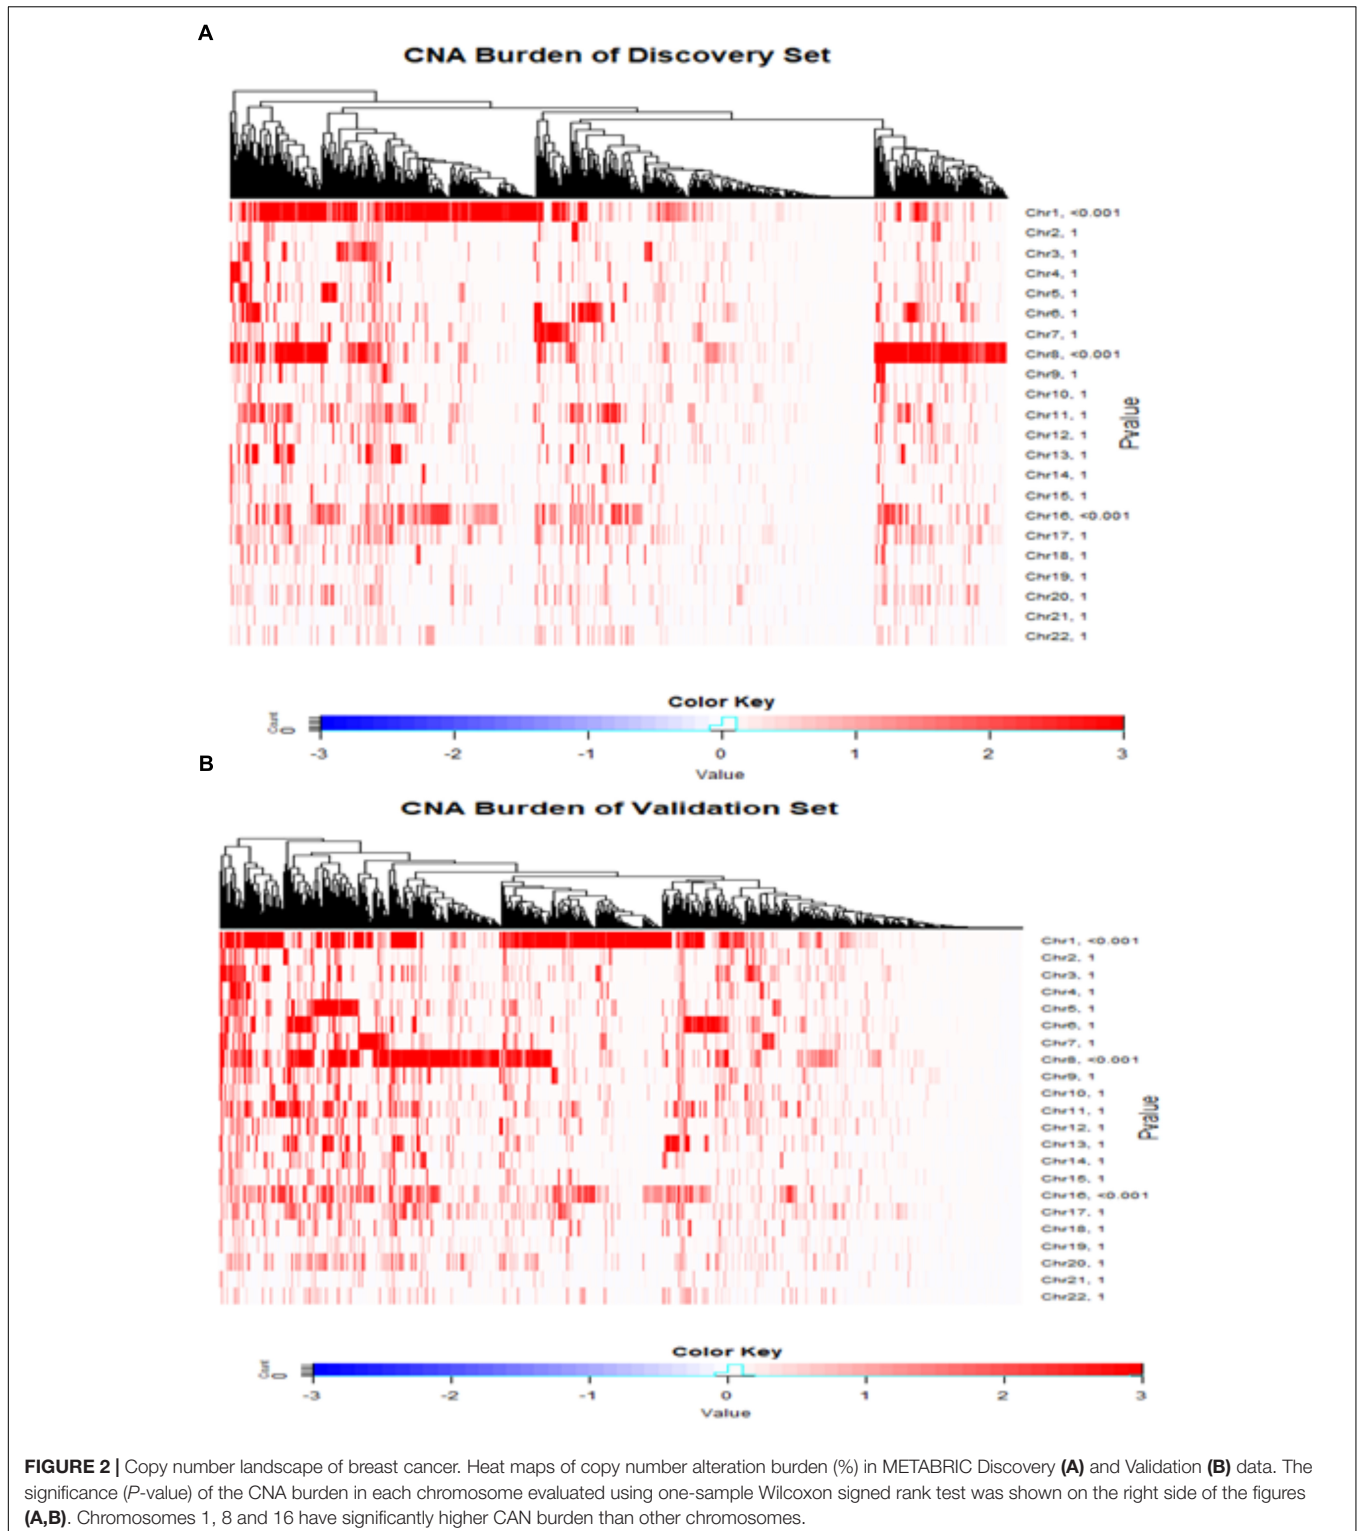 A
CNA Burden of Discovery Set
Chr1, <0.001
Chr2, 1
Chr3, 1
Chr4, 1
Chr5, 1
Chr6, 1
Chr7, 1
Chr8, <0.001
Chr9, 1
Chr10, 1
Chr11, 1
Chr12, 1
Chr13, 1
Chr14, 1
Chr15, 1
Chr16, <0.001
Chr17, 1
Chr18, 1
Chr19, 1
Chr20, 1
Chr21, 1
Chr22, 1
Pvalue
Color Key
Count
0
-3 -2 -1 0 1 2 3
Value
B
CNA Burden of Validation Set
Chr1, <0.001
Chr2, 1
Chr3, 1
Chr4, 1
Chr5, 1
Chr6, 1
Chr7, 1
Chr8, <0.001
Chr9, 1
Chr10, 1
Chr11, 1
Chr12, 1
Chr13, 1
Chr14, 1
Chr15, 1
Chr16, <0.001
Chr17, 1
Chr18, 1
Chr19, 1
Chr20, 1
Chr21, 1
Chr22, 1
Pvalue
Color Key
Count
0
-3 -2 -1 0 1 2 3
Value
FIGURE 2 | Copy number landscape of breast cancer. Heat maps of copy number alteration burden (%) in METABRIC Discovery (A) and Validation (B) data. The
significance (P-value) of the CNA burden in each chromosome evaluated using one-sample Wilcoxon signed rank test was shown on the right side of the figures
(A,B). Chromosomes 1, 8 and 16 have significantly higher CAN burden than other chromosomes.